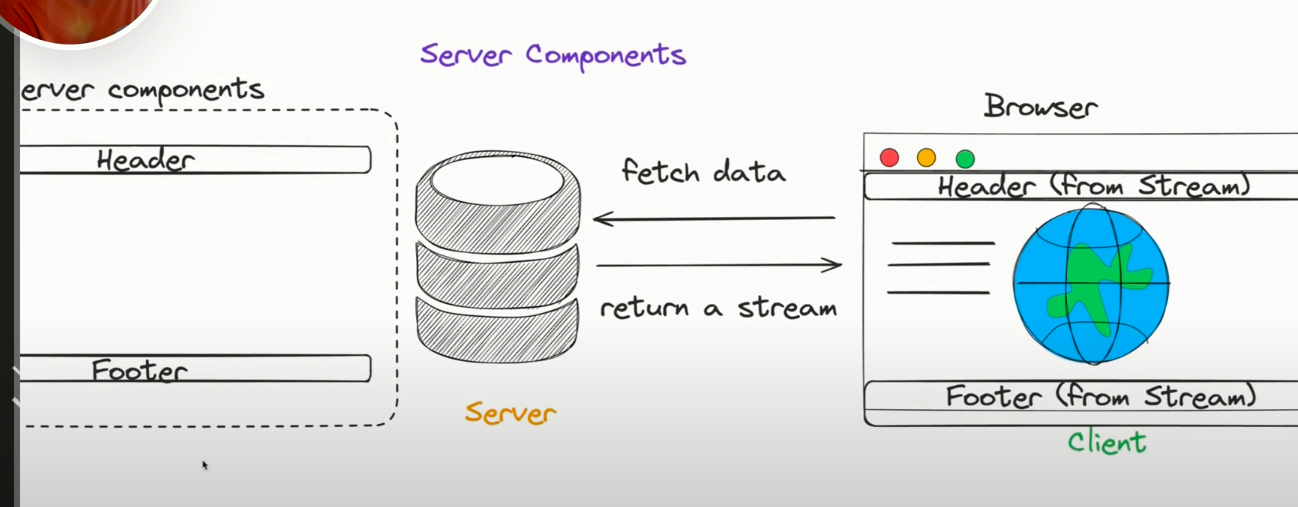 Server Components
erver components
Header
Footer
Server
fetch data
return a stream
Browser
Header (from Stream)
Footer (from Stream)
Client